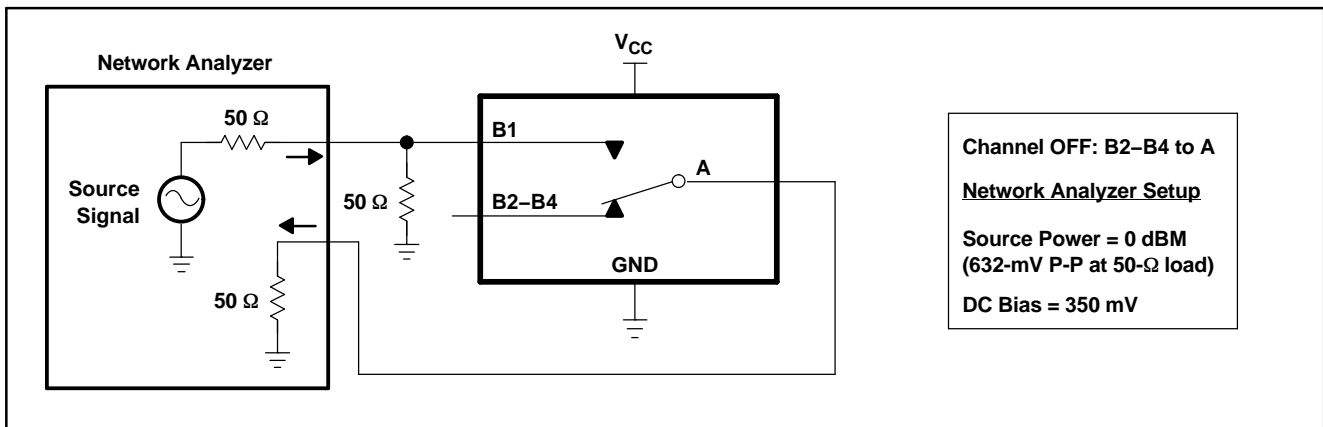 V_CC
Network Analyzer
50 Ω
B1
Source
Signal
50 Ω
A
B2–B4
50 Ω
GND
Channel OFF: B2–B4 to A
Network Analyzer Setup
Source Power = 0 dBM
(632-mV P-P at 50-Ω load)
DC Bias = 350 mV